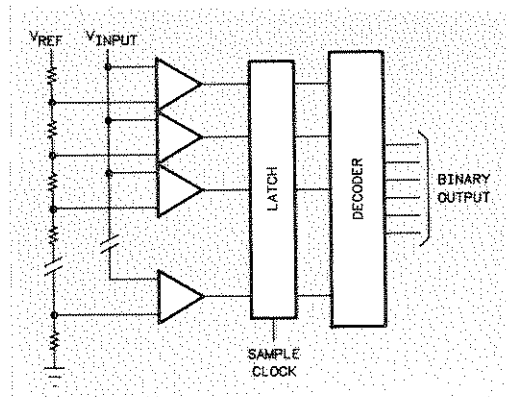 VREF VINPUT
LATCH
DECODER
BINARY
OUTPUT
SAMPLE
CLOCK